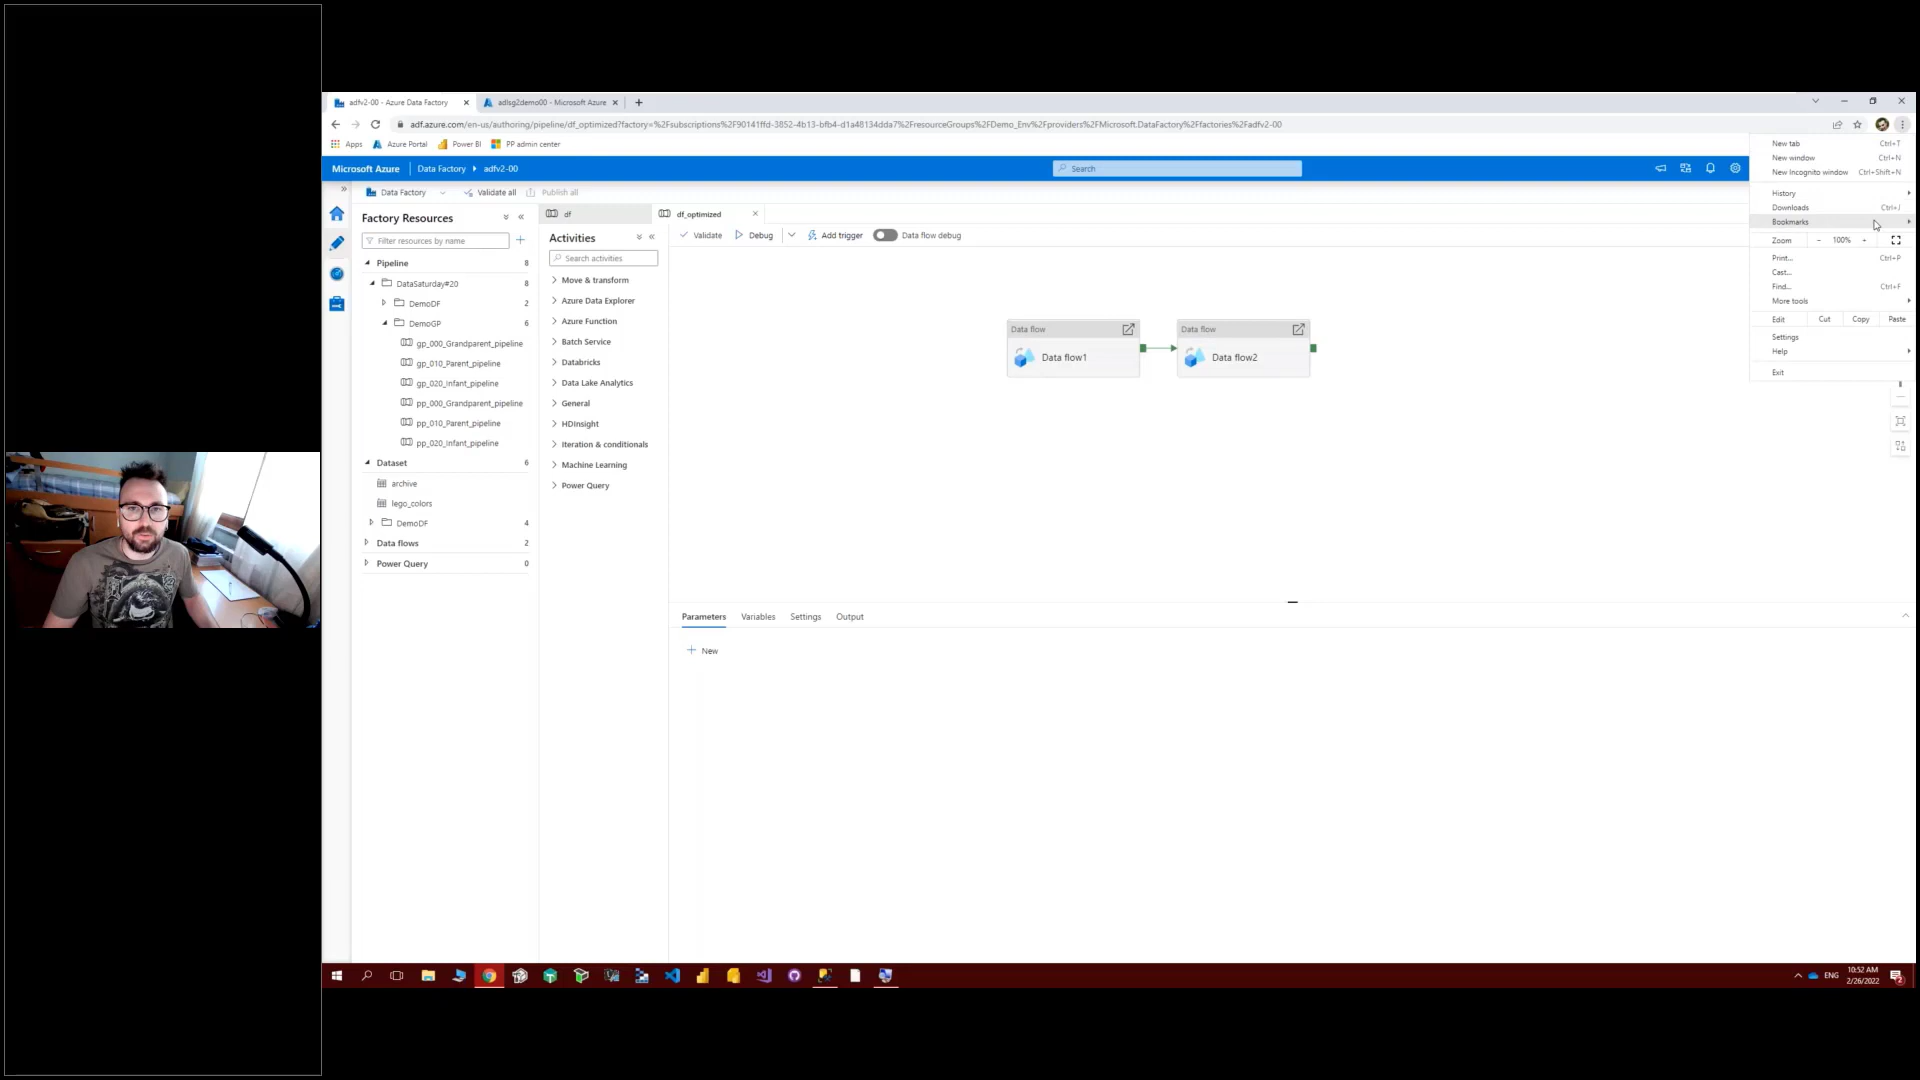 adfv2-00 - Azure Data Factory
adlsg2demo00 - Microsoft Azure
adf.azure.com/en-us/authoring/pipeline/df_optimized?factory=%2Fsubscriptions%2F90141ffd-3852-4b13-bfb4-d1a48134dda7%2FresourceGroups%2FDemo_Env%2Fproviders%2FMicrosoft.DataFactory%2Ffactories%2Fadfv2-00
Apps Azure Portal Power BI PP admin center
Microsoft Azure Data Factory adfv2-00 Search
Data Factory Validate all Publish all
Factory Resources
Filter resources by name
Pipeline 8
DataSaturday#20 8
DemoDF 2
DemoGP 6
gp_000_Grandparent_pipeline
gp_010_Parent_pipeline
gp_020_Infant_pipeline
pp_000_Grandparent_pipeline
pp_010_Parent_pipeline
pp_020_Infant_pipeline
Dataset 6
archive
lego_colors
DemoDF 4
Data flows 2
Power Query 0
df
df_optimized
Activities
Search activities
Move & transform
Azure Data Explorer
Azure Function
Batch Service
Databricks
Data Lake Analytics
General
HDInsight
Iteration & conditionals
Machine Learning
Power Query
Validate Debug Add trigger Data flow debug
Data flow
Data flow1
Data flow
Data flow2
Parameters Variables Settings Output
New
New tab Ctrl+T
New window Ctrl+N
New Incognito window Ctrl+Shift+N
History
Downloads Ctrl+J
Bookmarks
Zoom - 100% +
Print... Ctrl+P
Cast...
Find... Ctrl+F
More tools
Edit Cut Copy Paste
Settings
Help
Exit
ENG
10:52 AM
2/26/2022
2